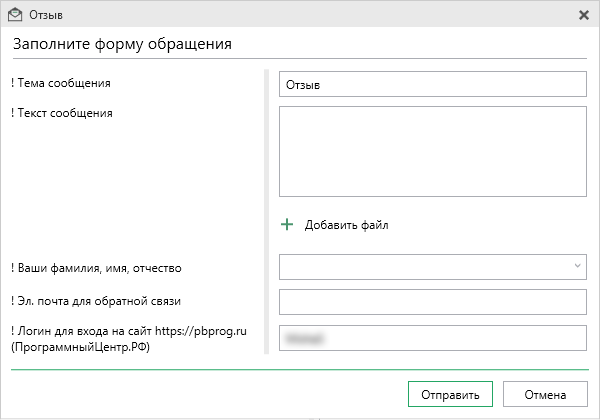 Отзыв
Заполните форму обращения
! Тема сообщения
Отзыв
! Текст сообщения
Добавить файл
! Ваши фамилия, имя, отчество
! Эл. почта для обратной связи
! Логин для входа на сайт https://pbprog.ru
(ПрограммныйЦентр.РФ)
Отправить
Отмена